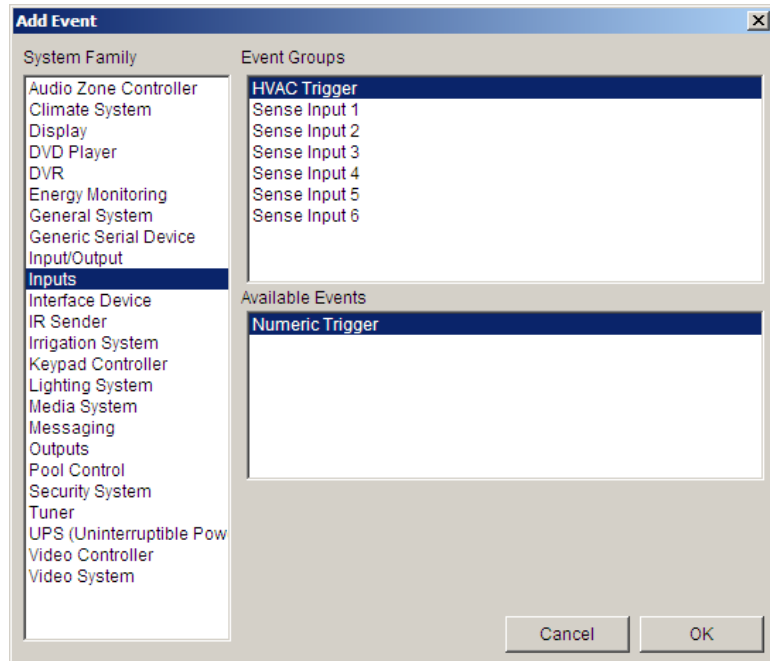 Add Event
System Family
Audio Zone Controller
Climate System
Display
DVD Player
DVR
Energy Monitoring
General System
Generic Serial Device
Input/Output
Inputs
Interface Device
IR Sender
Irrigation System
Keypad Controller
Lighting System
Media System
Messaging
Outputs
Pool Control
Security System
Tuner
UPS (Uninterruptible Pow
Video Controller
Video System
Event Groups
HVAC Trigger
Sense Input 1
Sense Input 2
Sense Input 3
Sense Input 4
Sense Input 5
Sense Input 6
Available Events
Numeric Trigger
Cancel
OK